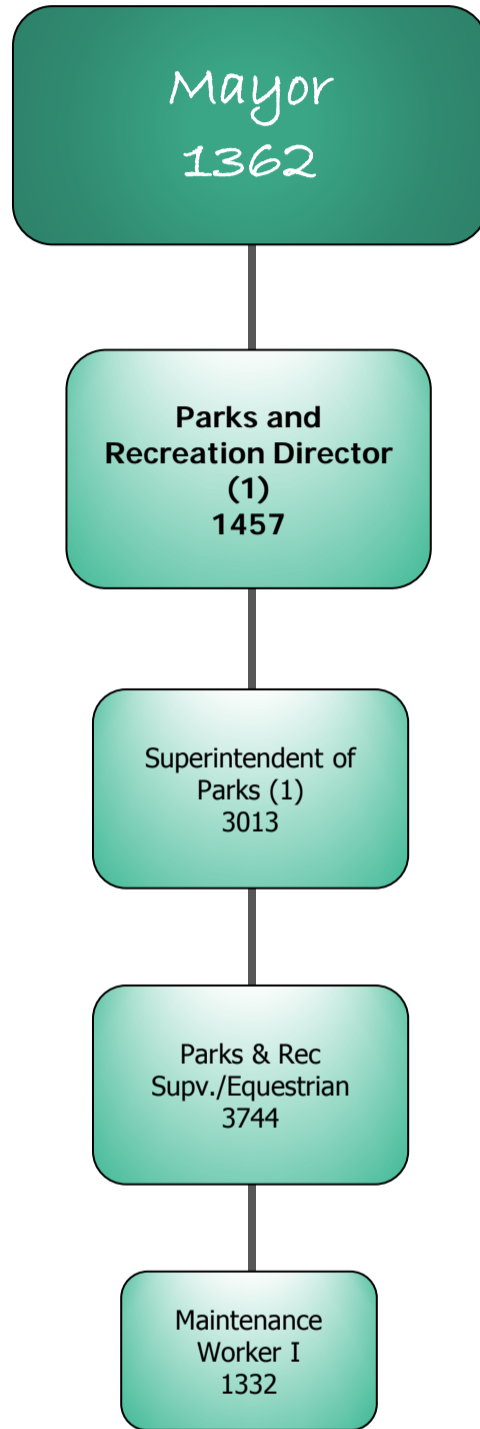 Mayor
1362
Parks and
Recreation Director
(1)
1457
Superintendent of
Parks (1)
3013
Parks & Rec
Supv./Equestrian
3744
Maintenance
Worker I
1332